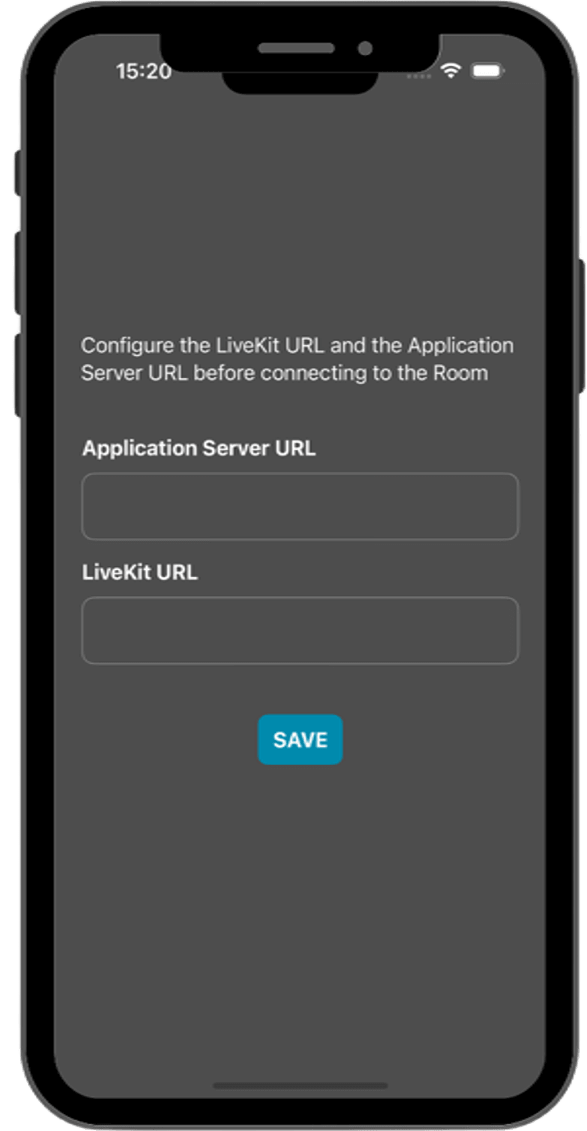 15:20
Configure the LiveKit URL and the Application
Server URL before connecting to the Room
Application Server URL
LiveKit URL
SAVE